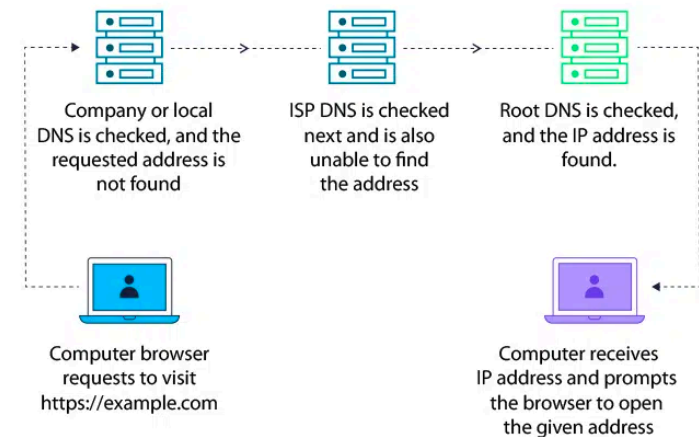 Company or local
DNS is checked, and the
requested address is
not found
ISP DNS is checked
next and is also
unable to find
the address
Root DNS is checked,
and the IP address is
found.
Computer browser
requests to visit
https://example.com
Computer receives
IP address and prompts
the browser to open
the given address